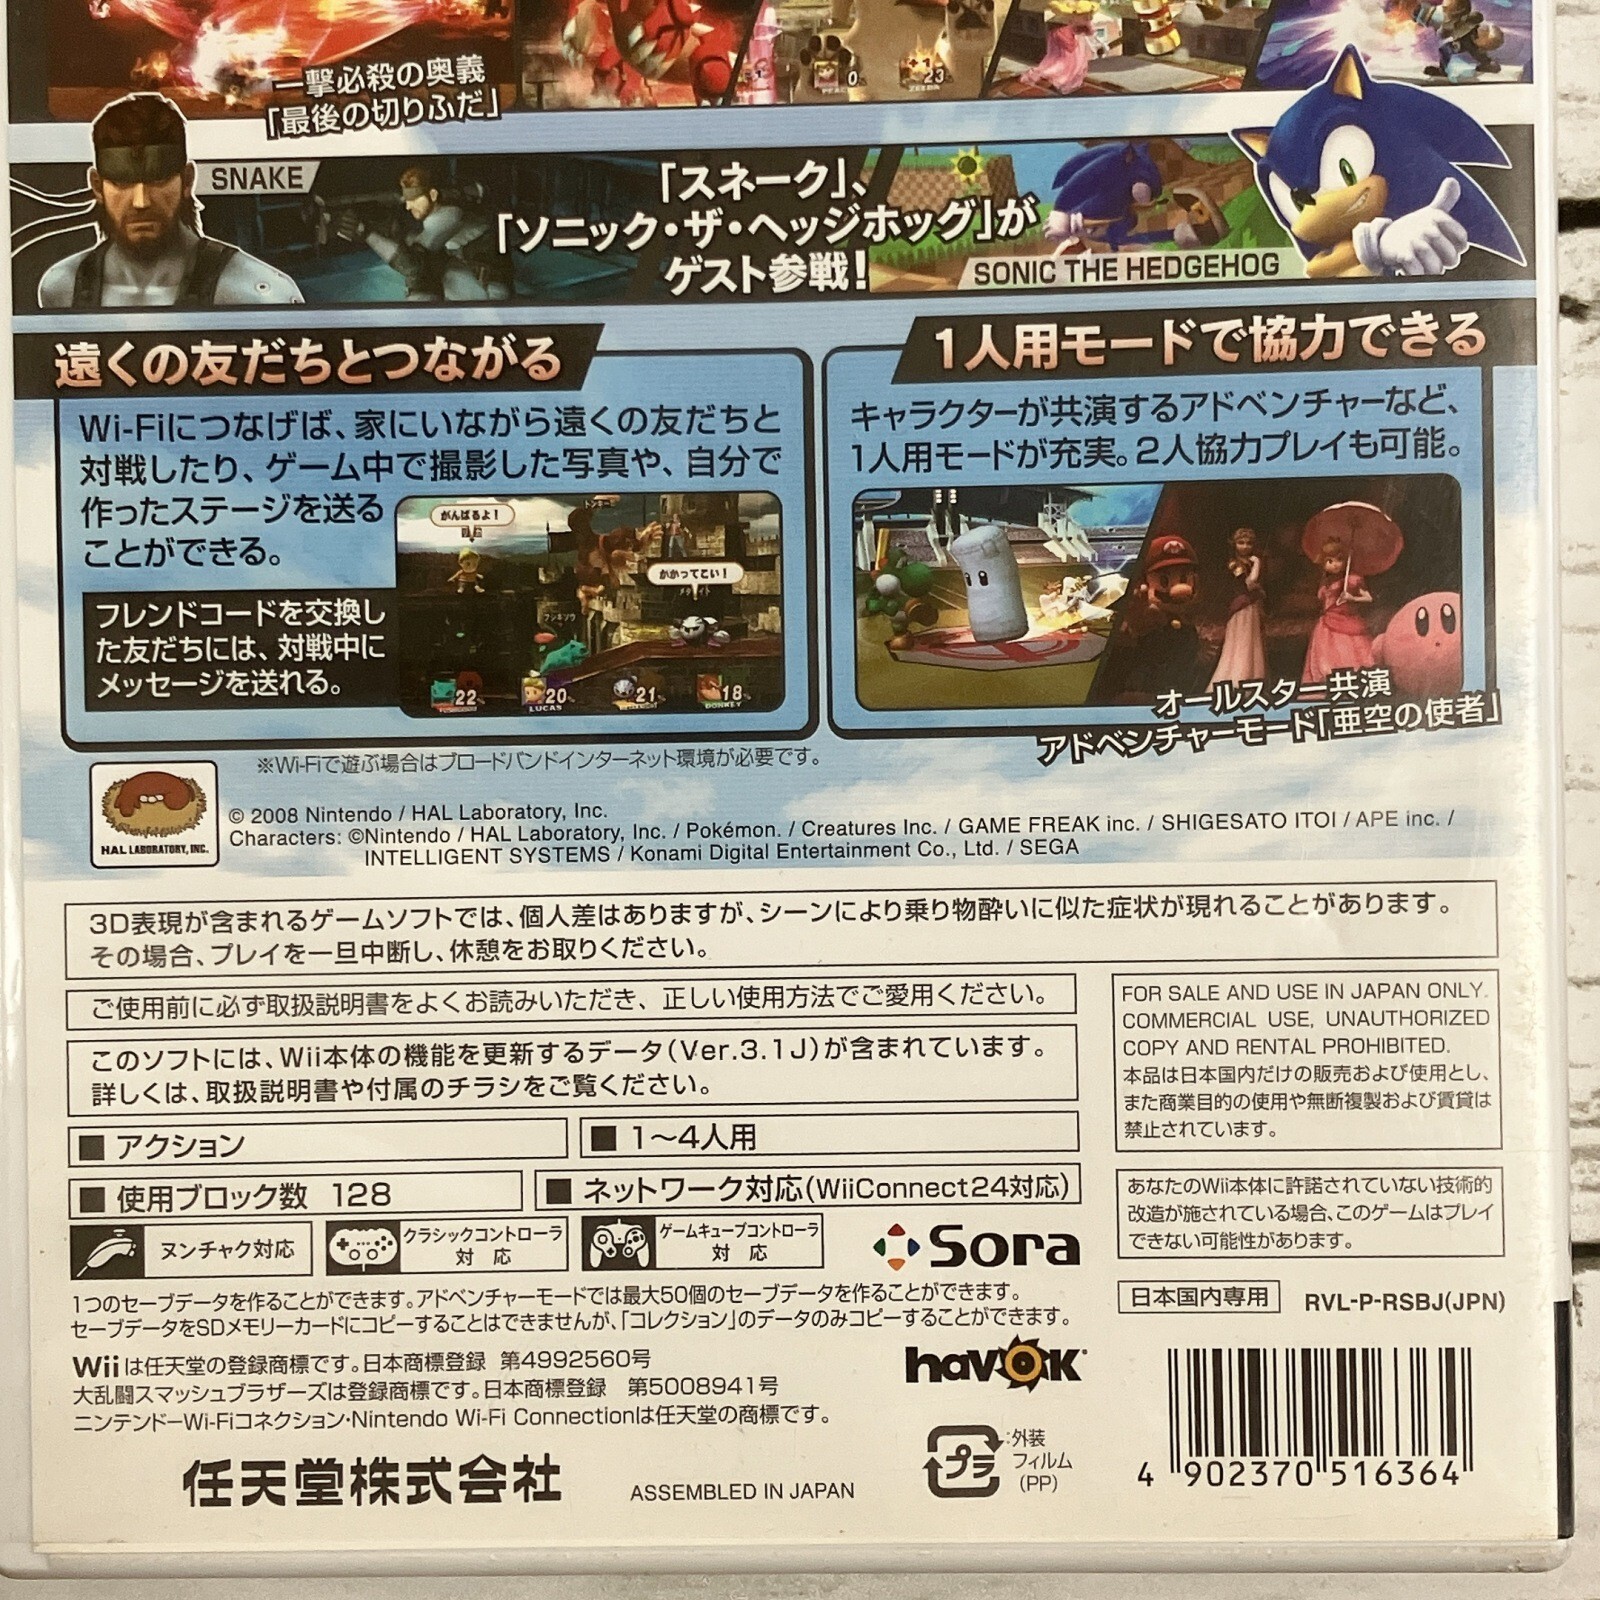 一撃必殺の奥義
「最後の切りふだ」
SNAKE
「スネーク」、
「ソニック・ザ・ヘッジホッグ」が
ゲスト参戦!
SONIC THE HEDGEHOG
遠くの友だちとつながる
Wi-Fiにつなげば、家にいながら遠くの友だちと
対戦したり、ゲーム中で撮影した写真や、自分で
作ったステージを送る
ことができる。
フレンドコードを交換し
た友だちには、対戦中に
メッセージを送れる。
がんばるよ!
かかってこい!
22
20
LUCAS
21
18
DONKEY
※Wi-Fiで遊ぶ場合はブロードバンドインターネット環境が必要です。
1人用モードで協力できる
キャラクターが共演するアドベンチャーなど、
1人用モードが充実。2人協力プレイも可能。
オールスター共演
アドベンチャーモード「亜空の使者」
HAL LABORATORY, INC.
© 2008 Nintendo / HAL Laboratory, Inc.
Characters: ©Nintendo / HAL Laboratory, Inc. / Pokémon. / Creatures Inc. / GAME FREAK inc. / SHIGESATO ITOI / APE inc. /
INTELLIGENT SYSTEMS / Konami Digital Entertainment Co., Ltd. / SEGA
3D表現が含まれるゲームソフトでは、個人差はありますが、シーンにより乗り物酔いに似た症状が現れることがあります。
その場合、プレイを一旦中断し、休憩をお取りください。
ご使用前に必ず取扱説明書をよくお読みいただき、正しい使用方法でご愛用ください。
このソフトには、Wii本体の機能を更新するデータ(Ver.3.1J)が含まれています。
詳しくは、取扱説明書や付属のチラシをご覧ください。
■ アクション
■ 1〜4人用
■ 使用ブロック数 128
■ ネットワーク対応(WiiConnect24対応)
ヌンチャク対応
クラシックコントローラ
対 応
ゲームキューブコントローラ
対 応
Sora
FOR SALE AND USE IN JAPAN ONLY.
COMMERCIAL USE, UNAUTHORIZED
COPY AND RENTAL PROHIBITED.
本品は日本国内だけの販売および使用とし、
また商業目的の使用や無断複製および賃貸は
禁止されています。
あなたのWii本体に許諾されていない技術的
改造が施されている場合、このゲームはプレイ
できない可能性があります。
日本国内専用
RVL-P-RSBJ(JPN)
1つのセーブデータを作ることができます。アドベンチャーモードでは最大50個のセーブデータを作ることができます。
セーブデータをSDメモリーカードにコピーすることはできませんが、「コレクション」のデータのみコピーすることができます。
Wiiは任天堂の登録商標です。日本商標登録 第4992560号
大乱闘スマッシュブラザーズは登録商標です。日本商標登録 第5008941号
ニンテンドーWi-Fiコネクション・Nintendo Wi-Fi Connectionは任天堂の商標です。
havok
任天堂株式会社
ASSEMBLED IN JAPAN
プラ
:外装
フィルム
(PP)
4 902370 516364